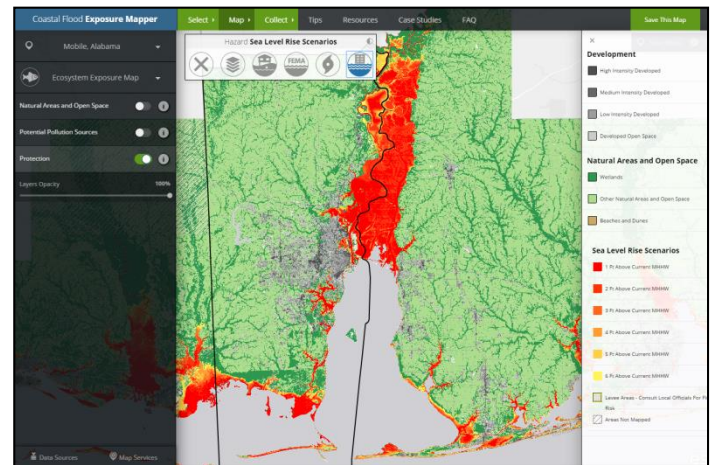 Coastal Flood Exposure Mapper
Select
Map
Collect
Tips
Resources
Case Studies
FAQ
Save This Map
Mobile, Alabama
Ecosystem Exposure Map
Natural Areas and Open Space
Potential Pollution Sources
Protection
Layers Opacity
100%
Data Sources
Map Services
Hazard Sea Level Rise Scenarios
FEMA
Development
High Intensity Developed
Medium Intensity Developed
Low Intensity Developed
Developed Open Space
Natural Areas and Open Space
Wetlands
Other Natural Areas and Open Space
Beaches and Dunes
Sea Level Rise Scenarios
1 Ft Above Current MHHW
2 Ft Above Current MHHW
3 Ft Above Current MHHW
4 Ft Above Current MHHW
5 Ft Above Current MHHW
6 Ft Above Current MHHW
Levee Areas - Consult Local Officials For
Risk
Areas Not Mapped